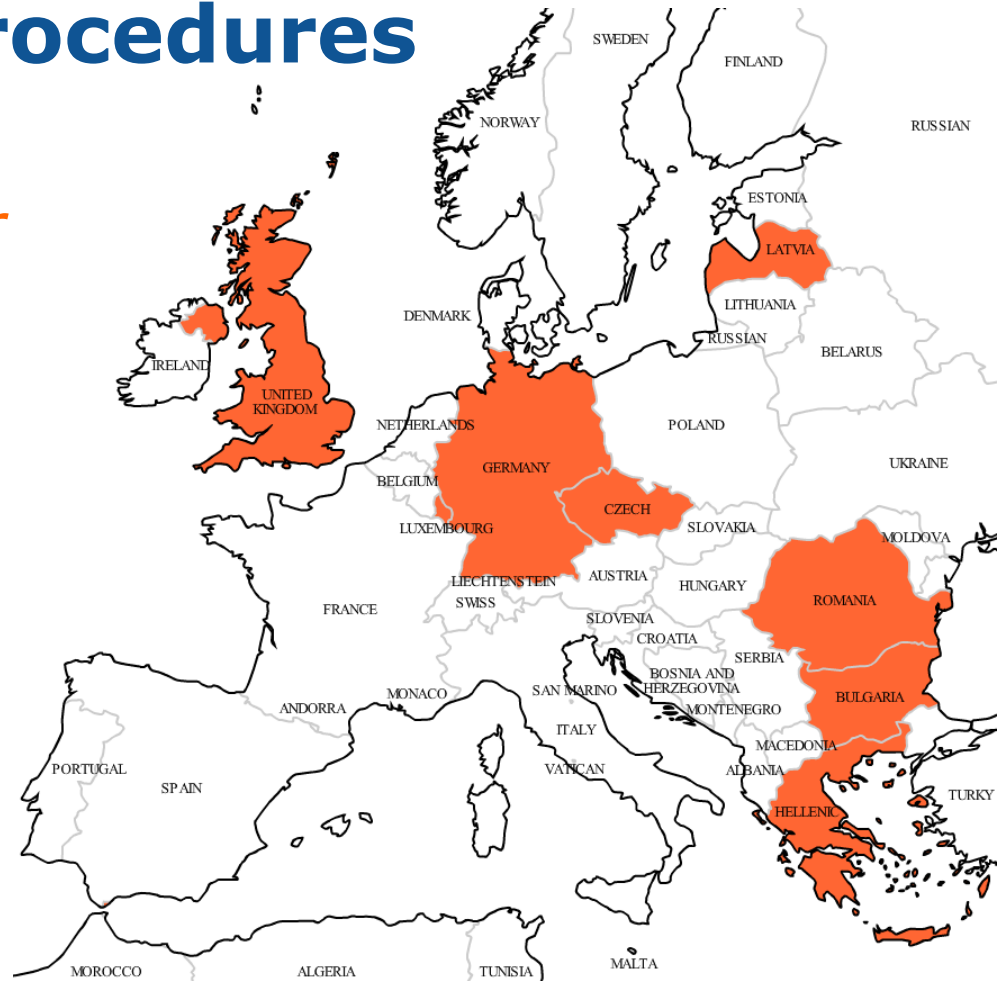 rocedures
SWEDEN
FINLAND
NORWAY
RUSSIAN
ESTONIA
LATVIA
LITHUANIA
DENMARK
RUSSIAN
BELARUS
IRELAND
UNITED
KINGDOM
NETHERLANDS
POLAND
GERMANY
UKRAINE
BELGIUM
CZECH
LUXEMBOURG
SLOVAKIA
MOLDOVA
LIECHTENSTEIN
AUSTRIA
HUNGARY
SWISS
FRANCE
ROMANIA
SLOVENIA
CROATIA
SERBIA
BOSNIA AND
HERZEGOVINA
SAN MARINO
MONACO
ANDORRA
BULGARIA
MONTENEGRO
ITALY
MACEDONIA
VATICAN
ALBANIA
PORTUGAL
SPAIN
TURKY
HELLENIC
MALTA
MOROCCO
ALGERIA
TUNISIA